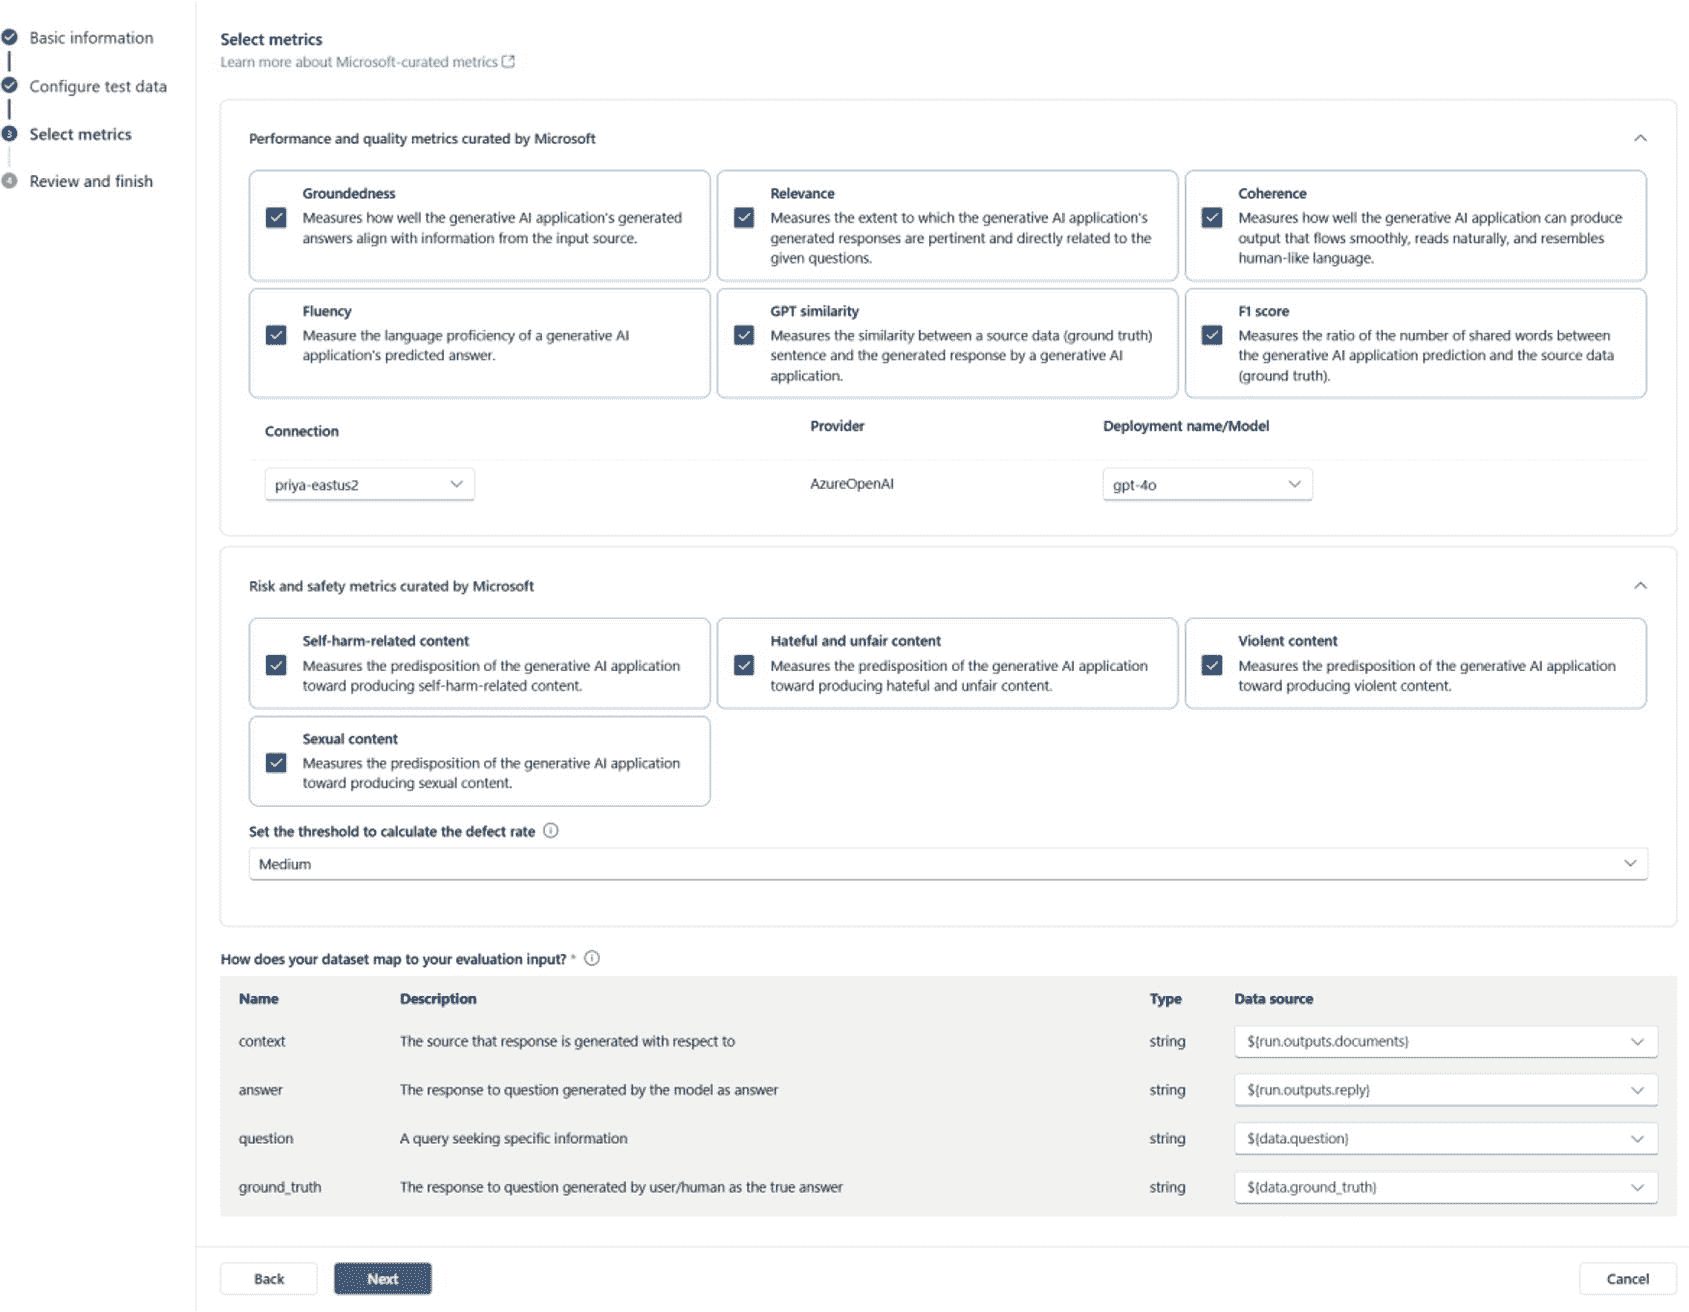 Basic information
Configure test data
3
Select metrics
4
Review and finish
Select metrics
Learn more about Microsoft-curated metrics
Performance and quality metrics curated by Microsoft
Groundedness
Measures how well the generative AI application's generated
answers align with information from the input source.
Relevance
Measures the extent to which the generative AI application's
generated responses are pertinent and directly related to the
given questions.
Coherence
Measures how well the generative AI application can produce
output that flows smoothly, reads naturally, and resembles
human-like language.
Fluency
Measure the language proficiency of a generative AI
application's predicted answer.
GPT similarity
Measures the similarity between a source data (ground truth)
sentence and the generated response by a generative AI
application.
F1 score
Measures the ratio of the number of shared words between
the generative AI application prediction and the source data
(ground truth).
Connection
Provider
Deployment name/Model
priya-eastus2
AzureOpenAI
gpt-4o
Risk and safety metrics curated by Microsoft
Self-harm-related content
Measures the predisposition of the generative AI application
toward producing self-harm-related content.
Hateful and unfair content
Measures the predisposition of the generative AI application
toward producing hateful and unfair content.
Violent content
Measures the predisposition of the generative AI application
toward producing violent content.
Sexual content
Measures the predisposition of the generative AI application
toward producing sexual content.
Set the threshold to calculate the defect rate
Medium
How does your dataset map to your evaluation input? *
Name Description Type Data source
context The source that response is generated with respect to string ${run.outputs.documents}
answer The response to question generated by the model as answer string ${run.outputs.reply}
question A query seeking specific information string ${data.question}
ground_truth The response to question generated by user/human as the true answer string ${data.ground_truth}
Back Next Cancel